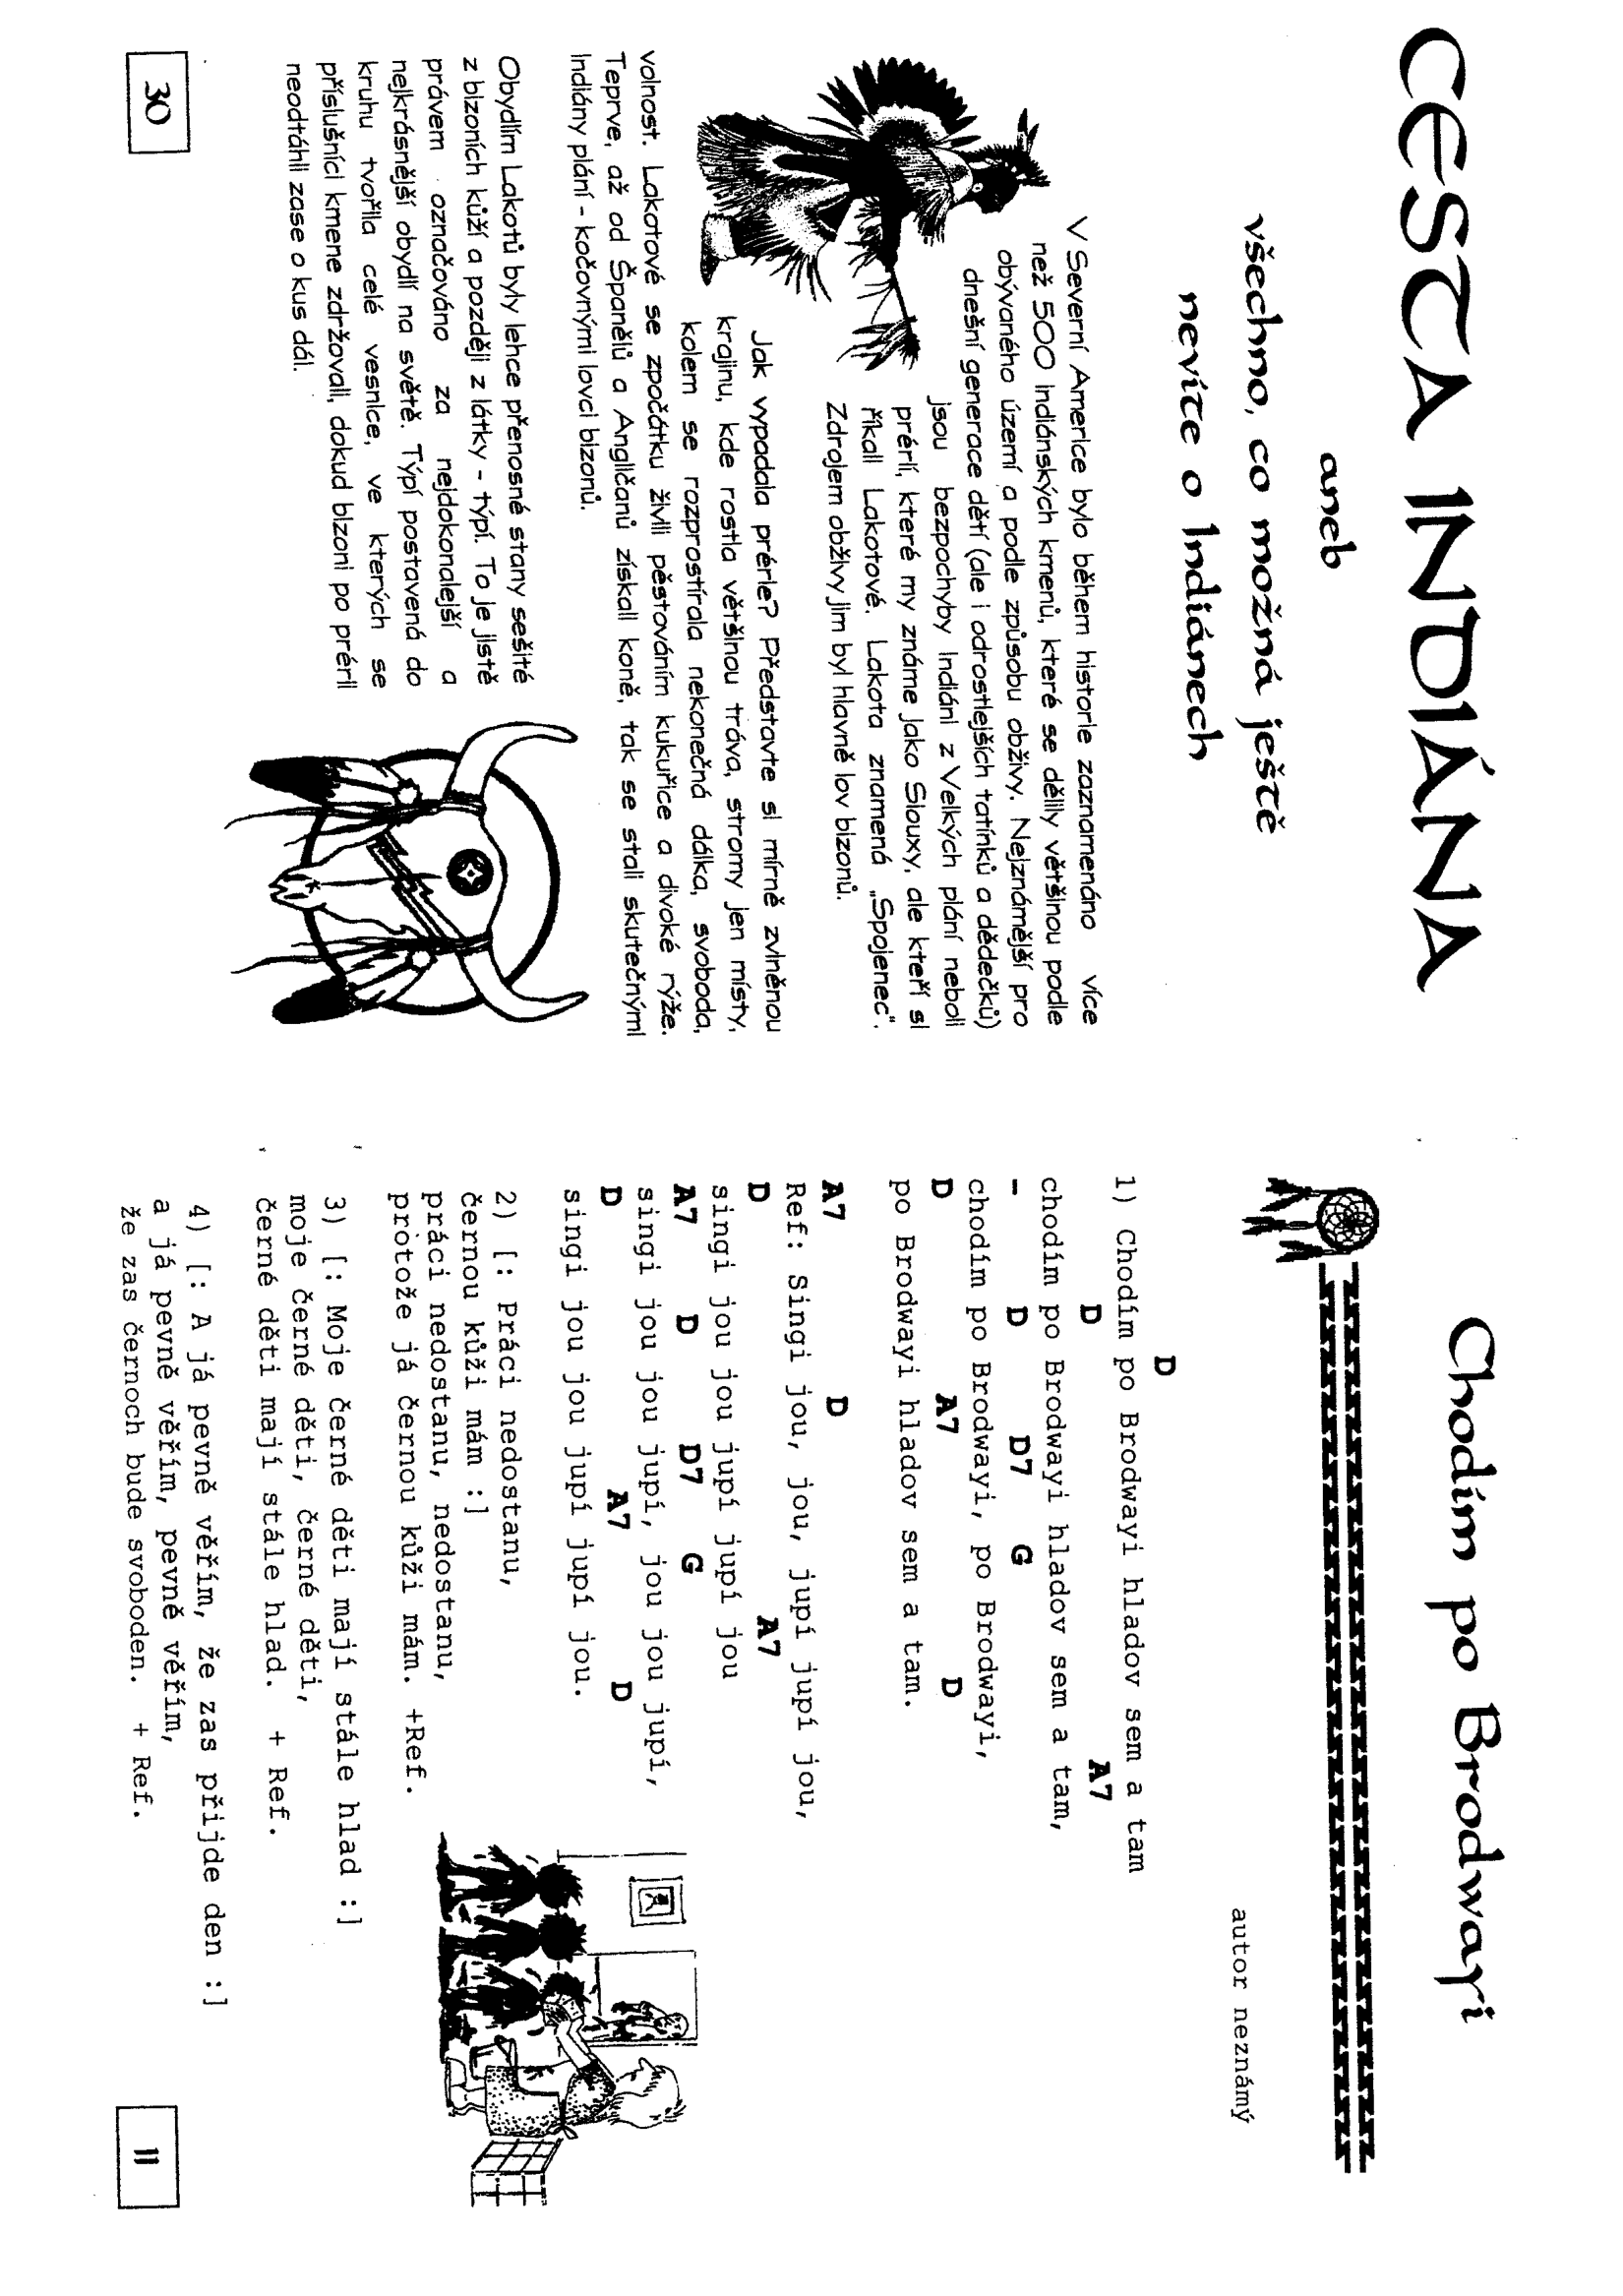 CESTA INDIÁNA
aneb
všechno, co možná ještě
nevíte o Indiánech
V Severní Americe bylo během historie zaznamenáno více
než 500 indiánských kmenů, které se dělily většinou podle
obývaného území a podle způsobu obživy. Nejznámější pro
dnešní generace dětí (ale i odrostlejších tatínků a dědečků)
jsou bezpochyby Indiáni z Velkých plání neboli
prérií, které my známe jako Siouxy, ale kteří si
říkali Lakotové. Lakota znamená „Spojenec“.
Zdrojem obživy jim byl hlavně lov bizonů.
Jak vypadala prérie? Představte si mírně zvlněnou
krajinu, kde rostla většinou tráva, stromy jen místy,
kolem se rozprostírala nekonečná dálka, svoboda,
volnost. Lakotové se zpočátku živili pěstováním kukuřice a divoké rýže.
Teprve, až od Španělů a Angličanů získali koně, tak se stali skutečnými
Indiány plání - kočovnými lovci bizonů.
Obydlím Lakotů byly lehce přenosné stany sešité
z bizoních kůží a později z látky - týpí. To je jistě
právem označováno za nejdokonalejší a
nejkrásnější obydlí na světě. Týpí postavená do
kruhu tvořila celé vesnice, ve kterých se
příslušníci kmene zdržovali, dokud bizoni po prérii
neodtáhli zase o kus dál.
30
Chodím po Brodwayi
autor neznámý
D
1) Chodím po Brodwayi hladov sem a tam
D A7
chodím po Brodwayi hladov sem a tam,
- D D7 G
chodím po Brodwayi, po Brodwayi,
D A7 D
po Brodwayi hladov sem a tam.
A7 D
Ref: Singi jou, jou, jupí jupí jou,
D A7
singi jou jou jupí jupí jou
A7 D D7 G
singi jou jou jupí, jou jou jupí,
D A7 D
singi jou jou jupí jupí jou.
2) [: Práci nedostanu,
černou kůži mám :]
práci nedostanu, nedostanu,
protože já černou kůži mám. +Ref.
3) [: Moje černé děti mají stále hlad :]
moje černé děti, černé děti,
černé děti mají stále hlad. + Ref.
4) [: A já pevně věřím, že zas přijde den :]
a já pevně věřím, pevně věřím,
že zas černoch bude svoboden. + Ref.
11